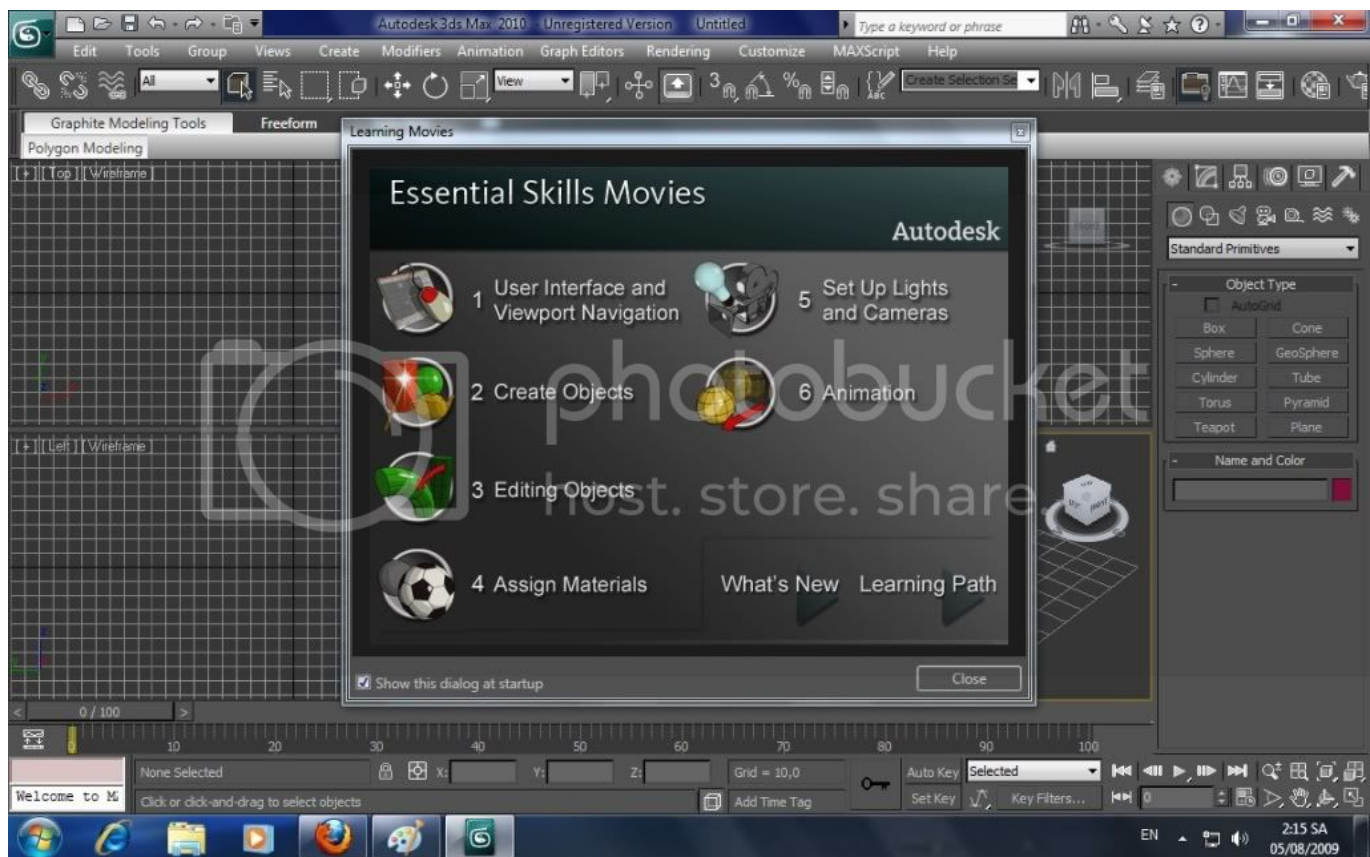 Autodesk 3ds Max 2010 - Unregistered Version Untitled
Type a keyword or phrase
Edit Tools Group Views Create Modifiers Animation Graph Editors Rendering Customize MAXScript Help
All
View
3
ABC
Create Selection Se
Graphite Modeling Tools Freeform
Polygon Modeling
[ + ] [ Top ] [ Wireframe ]
[ + ] [ Left ] [ Wireframe ]
Learning Movies
Essential Skills Movies
Autodesk
1 User Interface and
Viewport Navigation
2 Create Objects
3 Editing Objects
4 Assign Materials
5 Set Up Lights
and Cameras
6 Animation
What's New Learning Path
Show this dialog at startup
Close
photobucket
host. store. share.
Standard Primitives
Object Type
AutoGrid
Box Cone
Sphere GeoSphere
Cylinder Tube
Torus Pyramid
Teapot Plane
Name and Color
0 / 100
0 10 20 30 40 50 60 70 80 90 100
None Selected
X: Y: Z:
Grid = 10,0
Auto Key Selected
Welcome to M
Click or click-and-drag to select objects
Add Time Tag
Set Key Key Filters...
0
EN
2:15 SA
05/08/2009